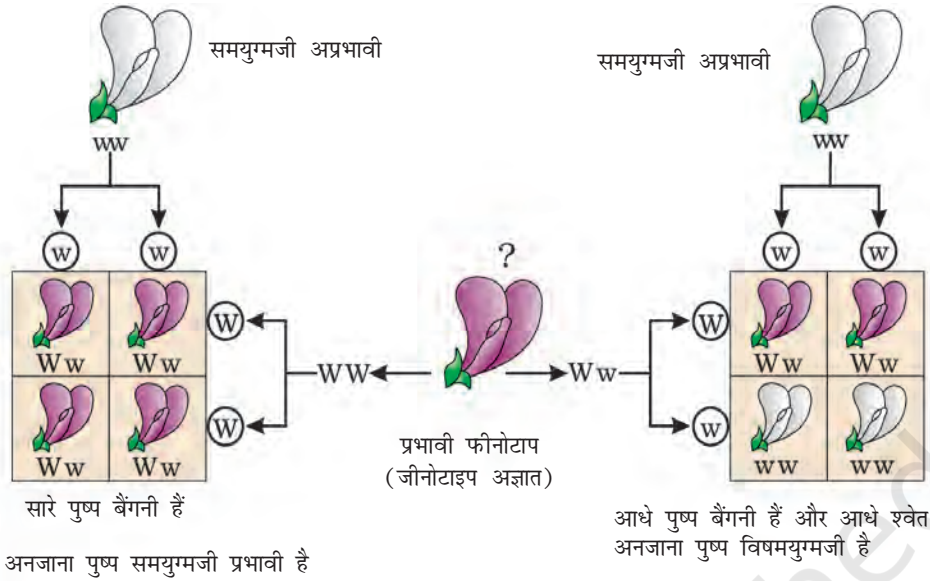 समयुग्मजी अप्रभावी
समयुग्मजी अप्रभावी
ww
ww
w w
w w
?
Ww Ww
W
WW
Ww
W
Ww Ww
Ww Ww
W
w
ww ww
प्रभावी फीनोटाप
(जीनोटाइप अज्ञात)
सारे पुष्प बैंगनी हैं
अनजाना पुष्प समयुग्मजी प्रभावी है
आधे पुष्प बैंगनी हैं और आधे श्वेत
अनजाना पुष्प विषमयुग्मजी है